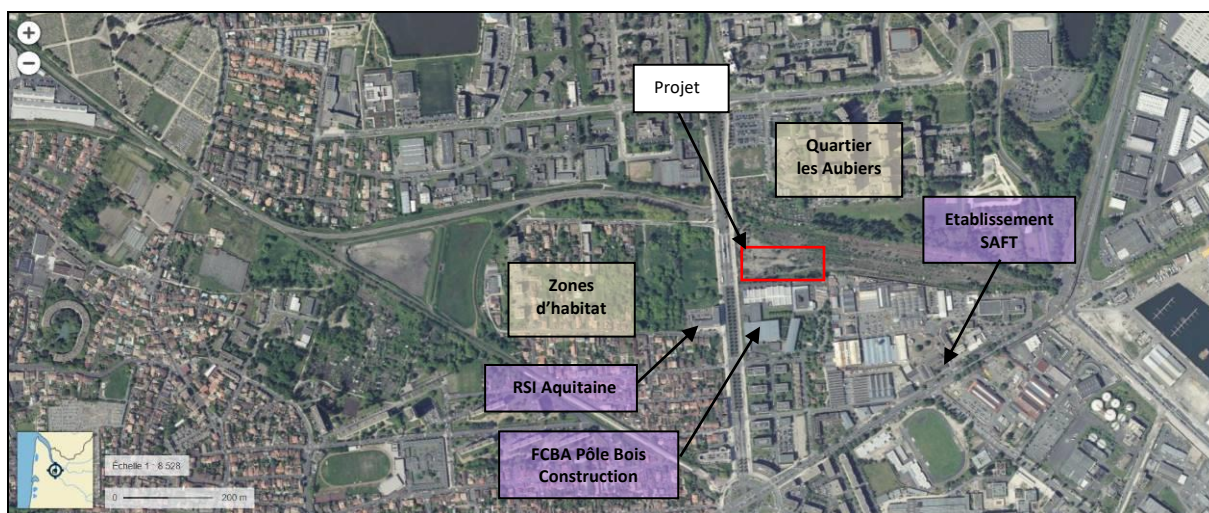 +
−
Projet
Quartier
les Aubiers
Etablissement
SAFT
Zones
d’habitat
RSI Aquitaine
FCBA Pôle Bois
Construction
Échelle 1 : 8 528
0 200 m